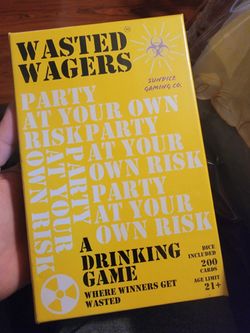 WASTED
WAGERS
SUNDICE
GAMING CO.
PARTY
AT YOUR OWN
RISK PARTY
AT YOUR
OWN RISK
PARTY
AT YOUR
OWN RISK
PARTY
AT YOUR
OWN RISK
A
DRINKING
GAME
WHERE WINNERS GET
WASTED
DICE
INCLUDED
200
CARDS
AGE LIMIT
21+